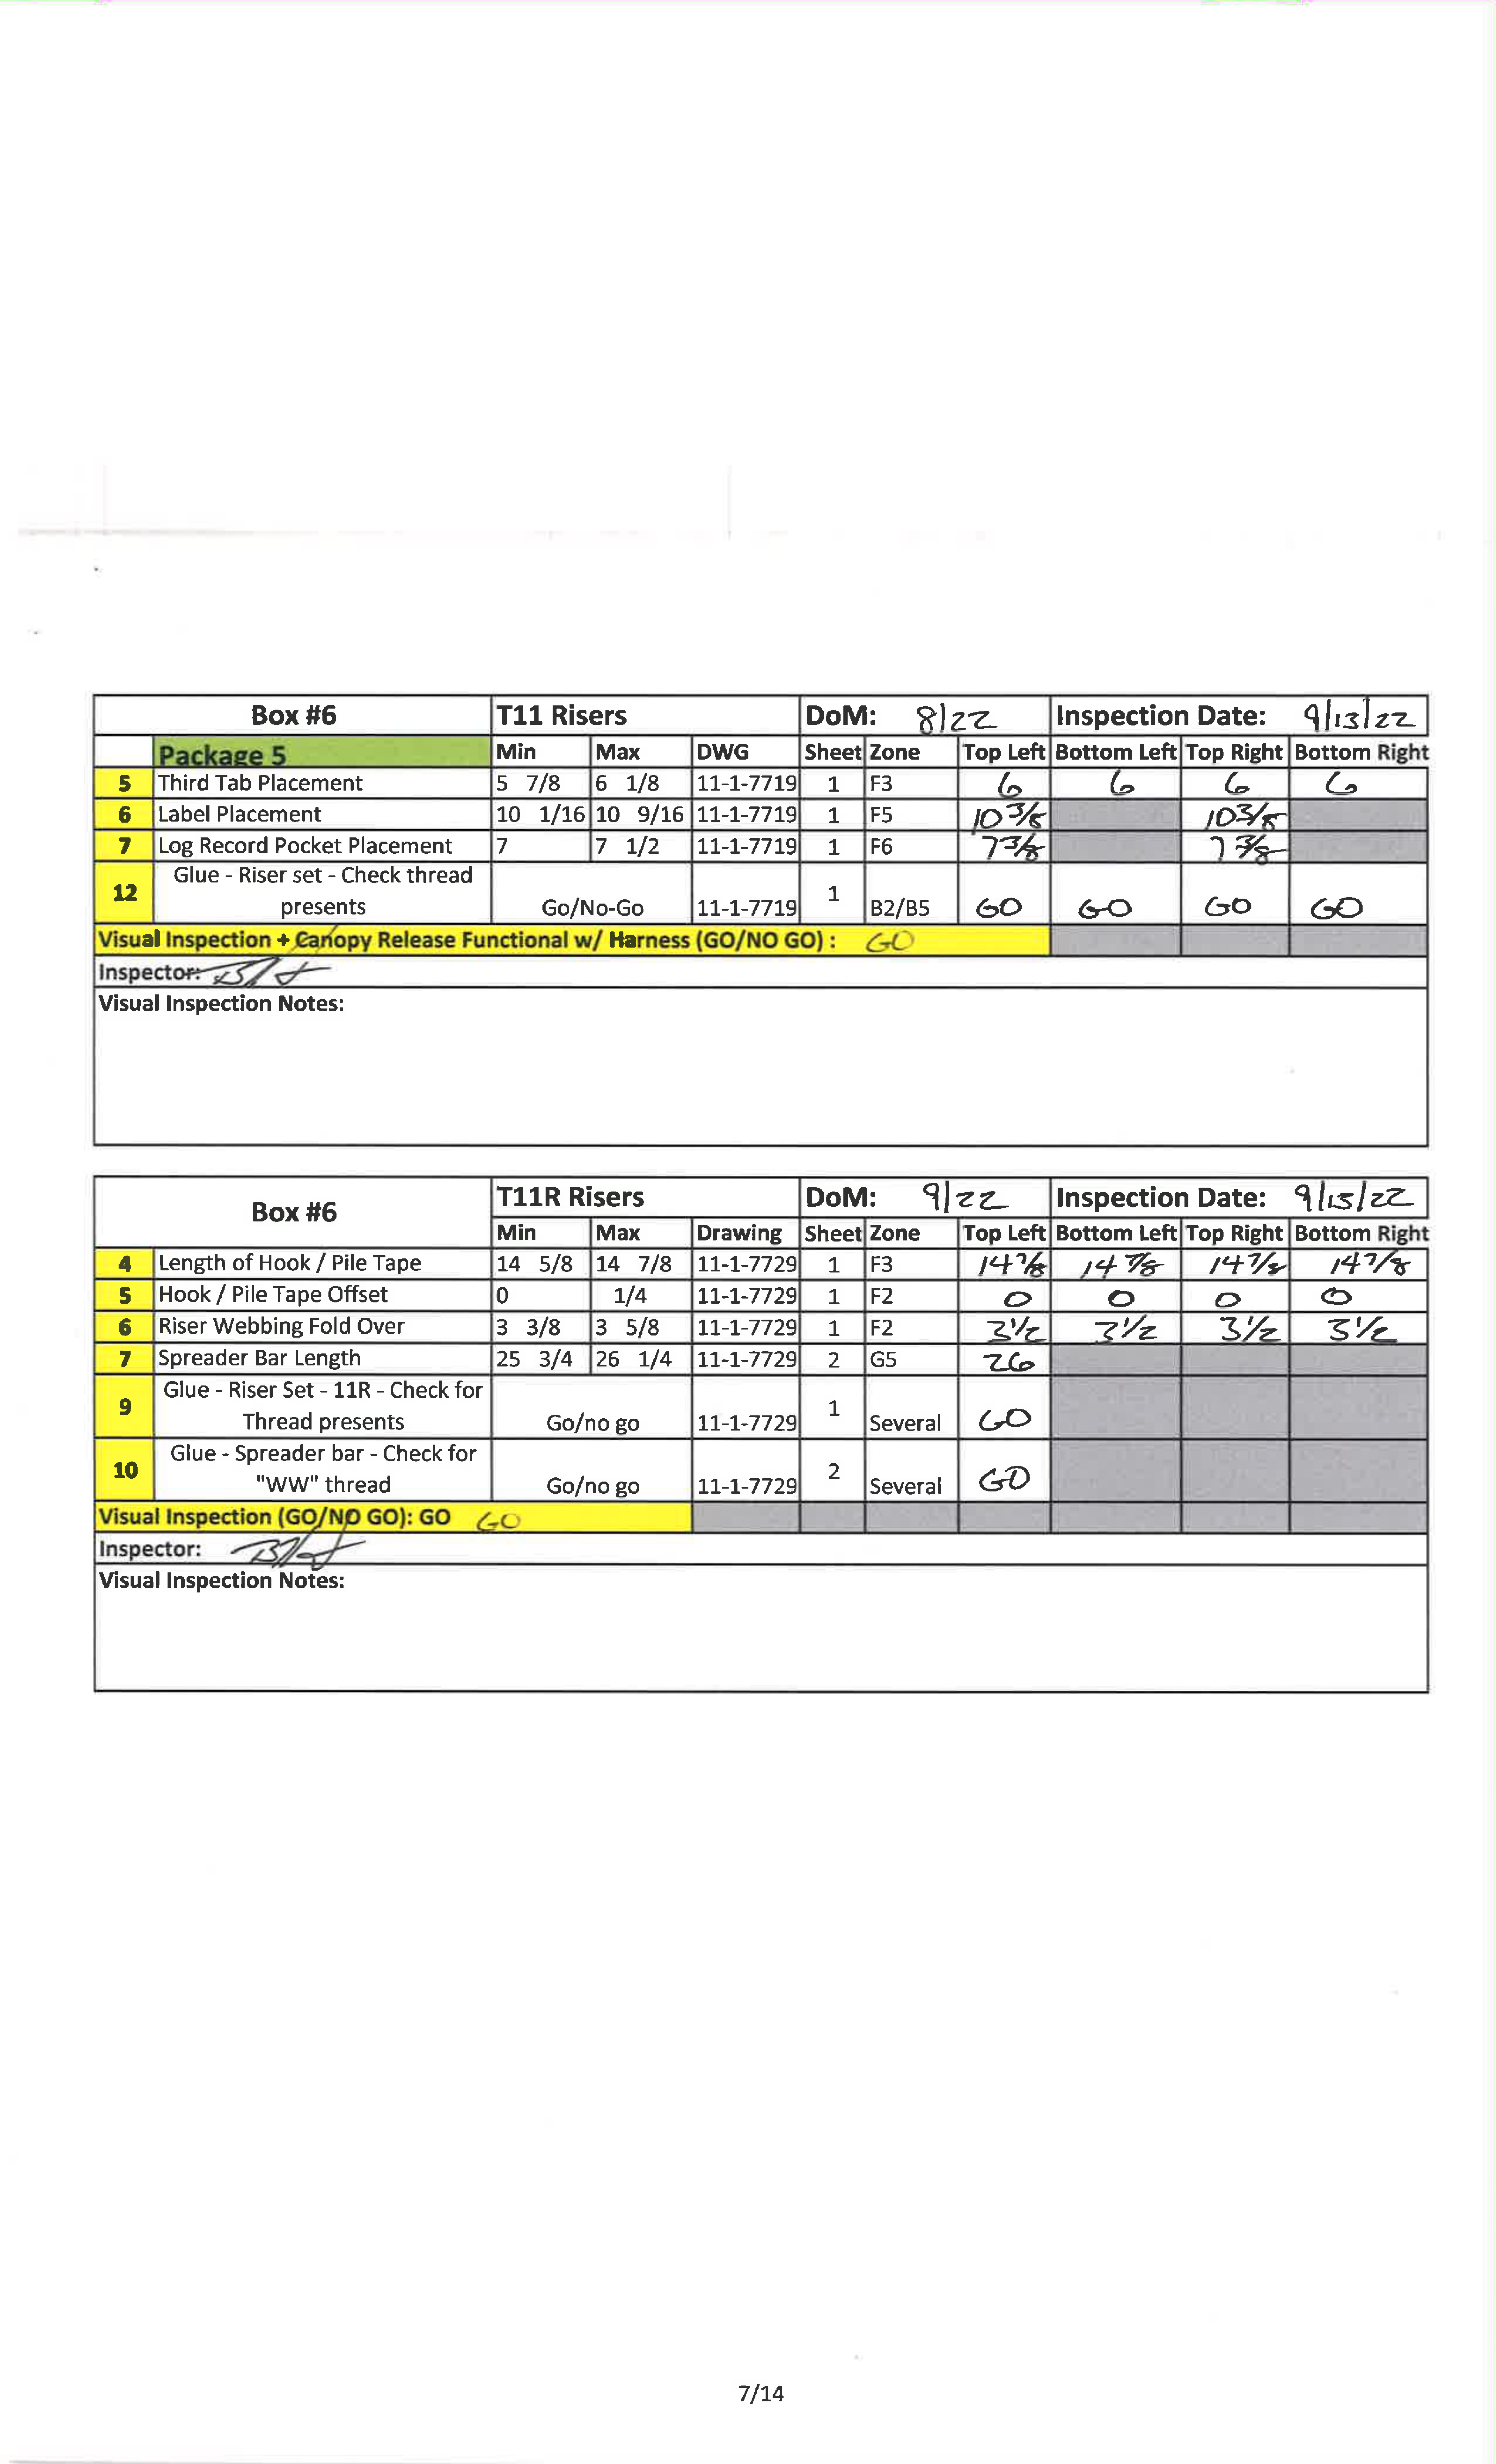 Box #6 T11 Risers DoM: 8/22 Inspection Date: 9/13/22
Package 5 Min Max DWG Sheet Zone Top Left Bottom Left Top Right Bottom Right
5 Third Tab Placement 5 7/8 6 1/8 11-1-7719 1 F3 6 6 6 6
6 Label Placement 10 1/16 10 9/16 11-1-7719 1 F5 10 3/8 10 3/8
7 Log Record Pocket Placement 7 7 1/2 11-1-7719 1 F6 7 3/8 7 3/8
Glue - Riser set - Check thread
12 presents Go/No-Go 11-1-7719 1 B2/B5 GO GO GO GO
Visual Inspection + Canopy Release Functional w/ Harness (GO/NO GO) : GO
Inspector:
Visual Inspection Notes:
Box #6 T11R Risers DoM: 9/22 Inspection Date: 9/13/22
Min Max Drawing Sheet Zone Top Left Bottom Left Top Right Bottom Right
4 Length of Hook / Pile Tape 14 5/8 14 7/8 11-1-7729 1 F3 14 7/8 14 7/8 14 7/8 14 7/8
5 Hook / Pile Tape Offset 0 1/4 11-1-7729 1 F2 0 0 0 0
6 Riser Webbing Fold Over 3 3/8 3 5/8 11-1-7729 1 F2 3 1/2 3 1/2 3 1/2 3 1/2
7 Spreader Bar Length 25 3/4 26 1/4 11-1-7729 2 G5 26
Glue - Riser Set - 11R - Check for
9 Thread presents Go/no go 11-1-7729 1 Several GO
Glue - Spreader bar - Check for
10 "WW" thread Go/no go 11-1-7729 2 Several GO
Visual Inspection (GO/NO GO): GO GO
Inspector:
Visual Inspection Notes:
7/14